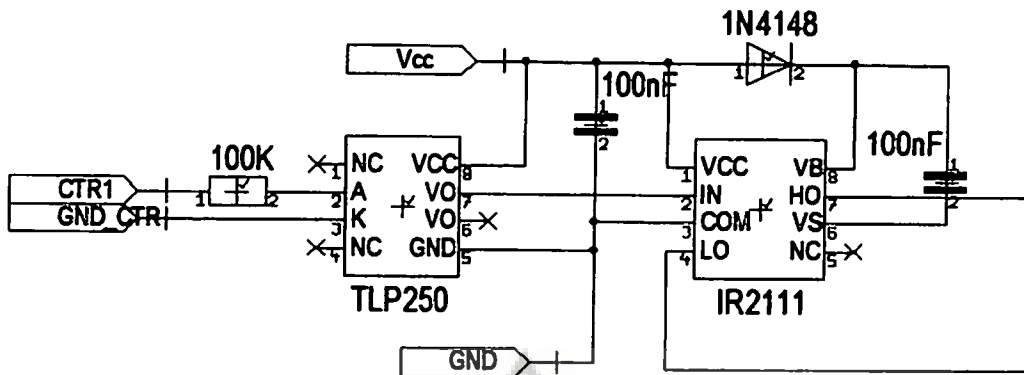 1N4148
Vcc
1 2
100nF
1
2
100K
100nF
1
2
CTR1
1 2
GND_CTR
NC 1
A 2
K 3
NC 4
VCC 8
VO 7
VO 6
GND 5
TLP250
VCC 1
IN 2
COM 3
LO 4
VB 8
HO 7
VS 6
NC 5
IR2111
GND